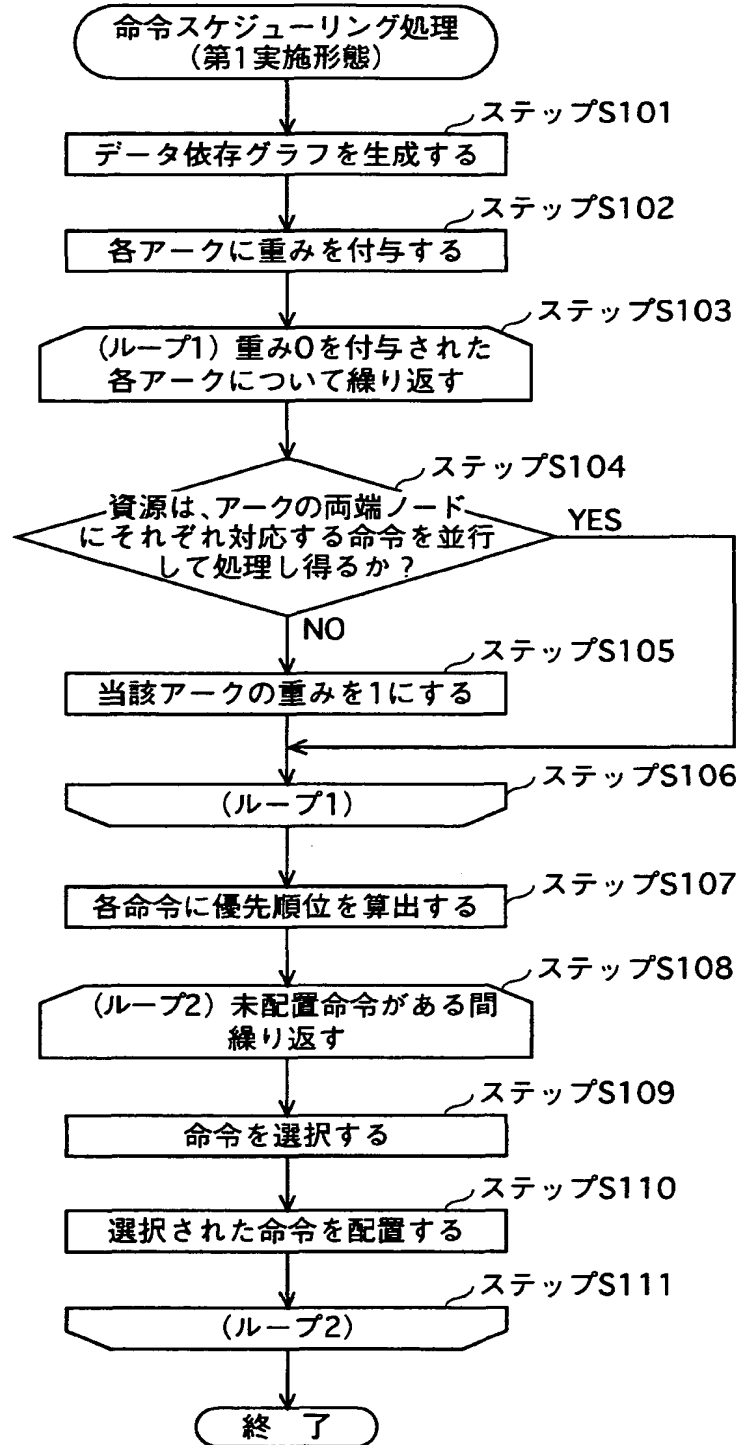 命令スケジューリング処理
(第1実施形態)
ステップS101
データ依存グラフを生成する
ステップS102
各アークに重みを付与する
ステップS103
(ループ1) 重み0を付与された
各アークについて繰り返す
ステップS104
資源は、アークの両端ノード
にそれぞれ対応する命令を並行
して処理し得るか?
YES
NO
ステップS105
当該アークの重みを1にする
ステップS106
(ループ1)
ステップS107
各命令に優先順位を算出する
ステップS108
(ループ2) 未配置命令がある間
繰り返す
ステップS109
命令を選択する
ステップS110
選択された命令を配置する
ステップS111
(ループ2)
終 了